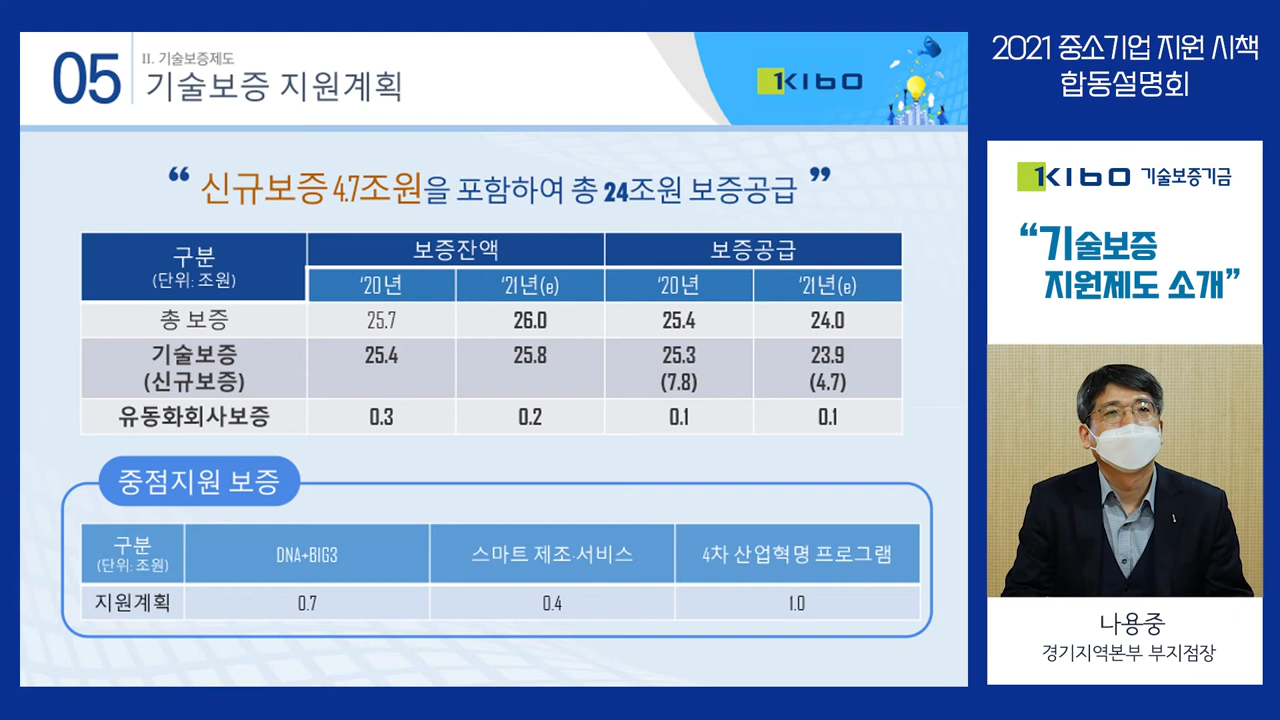 05
II. 기술보증제도
기술보증 지원계획
KIBO
“ 신규보증 4.7조원을 포함하여 총 24조원 보증공급 ”
구분 보증잔액 보증공급
(단위: 조원) ‘20년 ‘21년(e) ‘20년 ‘21년(e)
총 보증 25.7 26.0 25.4 24.0
기술보증 25.4 25.8 25.3 23.9
(신규보증) (7.8) (4.7)
유동화회사보증 0.3 0.2 0.1 0.1
중점지원 보증
구분 DNA+BIG3 스마트 제조·서비스 4차 산업혁명 프로그램
(단위: 조원)
지원계획 0.7 0.4 1.0
2021 중소기업 지원 시책
합동설명회
KIBO 기술보증기금
“기술보증
지원제도 소개”
나용중
경기지역본부 부지점장